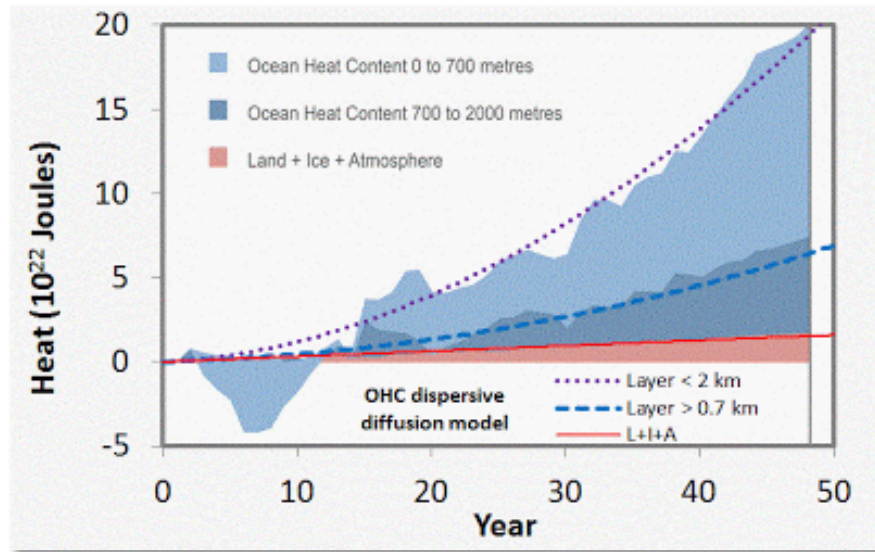 20
15
10
5
0
-5
Heat (10²² Joules)
Ocean Heat Content 0 to 700 metres
Ocean Heat Content 700 to 2000 metres
Land + Ice + Atmosphere
OHC dispersive
diffusion model
Layer < 2 km
Layer > 0.7 km
L+I+A
0 10 20 30 40 50
Year